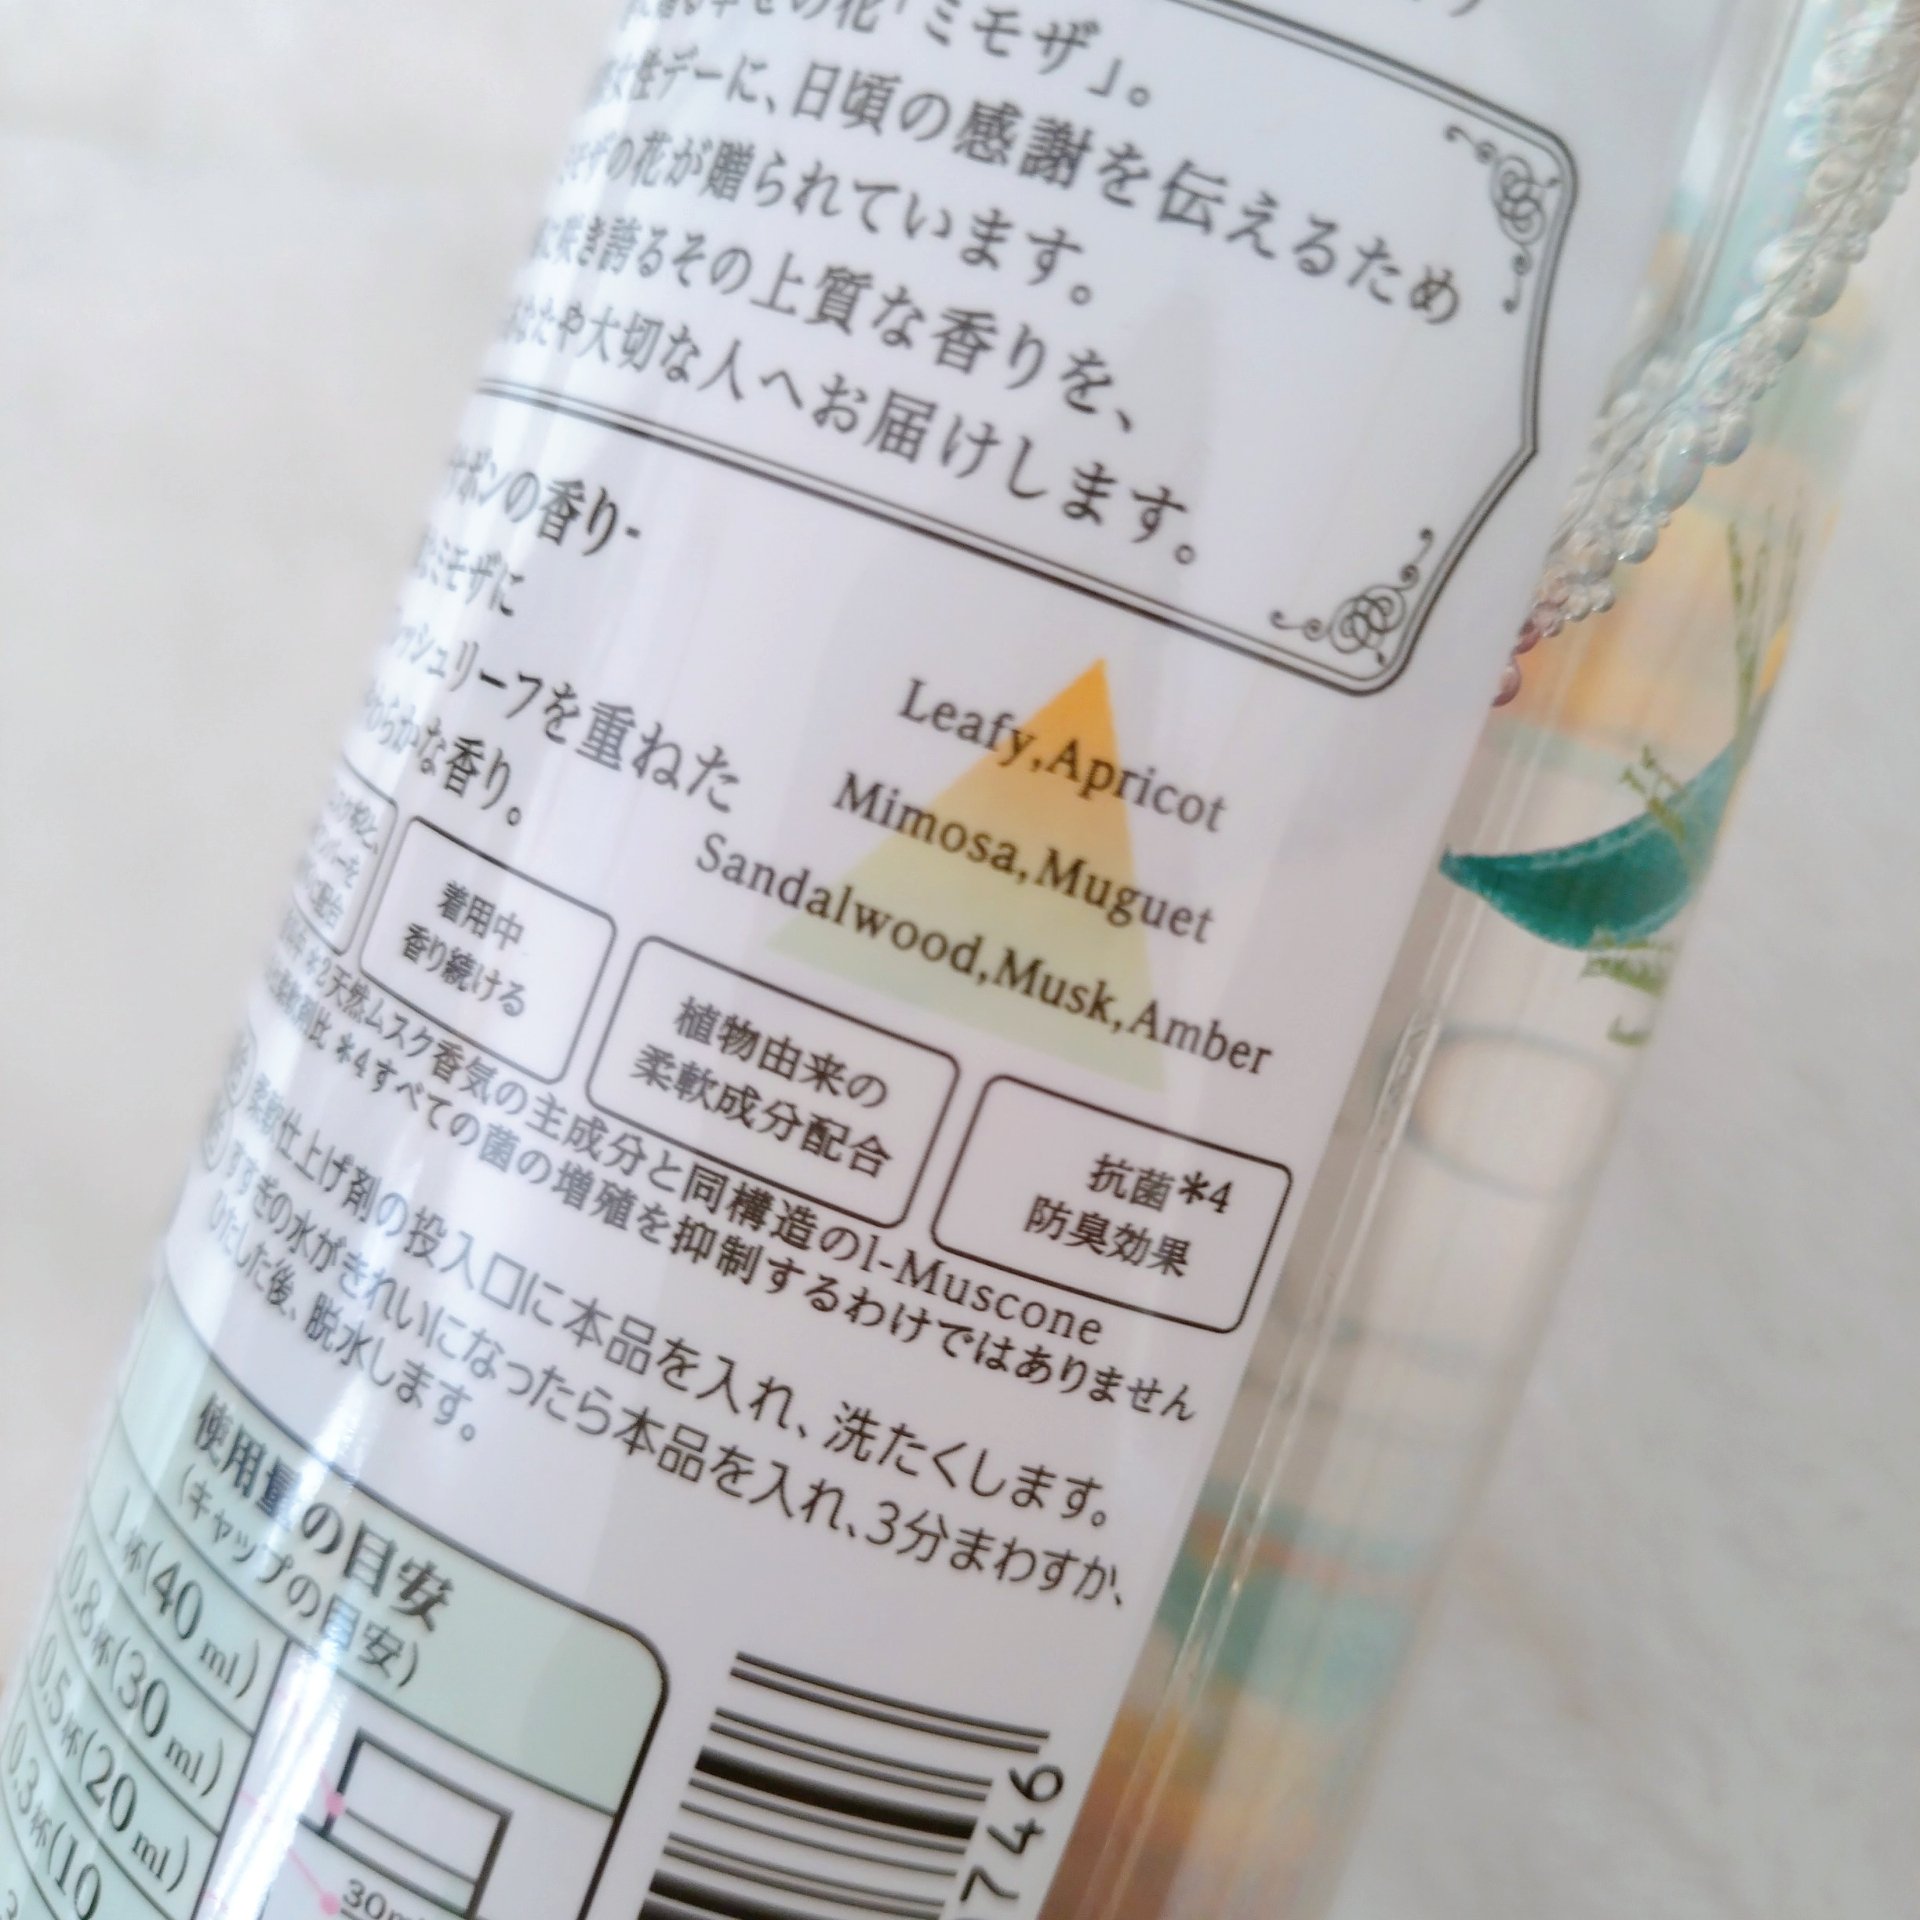 幸せの花「ミモザ」。
女性デーに、日頃の感謝を伝えるため
ミモザの花が贈られています。
に咲き誇るその上質な香りを、
あなたや大切な人へお届けします。
サボンの香り-
ミモザに
ッシュリーフを重ねた
やわらかな香り。
Leafy,Apricot
Mimosa,Muguet
Sandalwood,Musk,Amber
着用中
香り続ける
植物由来の
柔軟成分配合
抗菌*4
防臭効果
*2天然ムスク香気の主成分と同構造のl-Muscone
*4すべての菌の増殖を抑制するわけではありません
柔軟仕上げ剤の投入口に本品を入れ、洗たくします。
すすぎの水がきれいになったら本品を入れ、3分まわすか、
ひたした後、脱水します。
使用量の目安
(キャップの目安)
1杯(40 ml)
0.8杯(30 ml)
0.5杯(20 ml)
0.3杯(10
30m
746